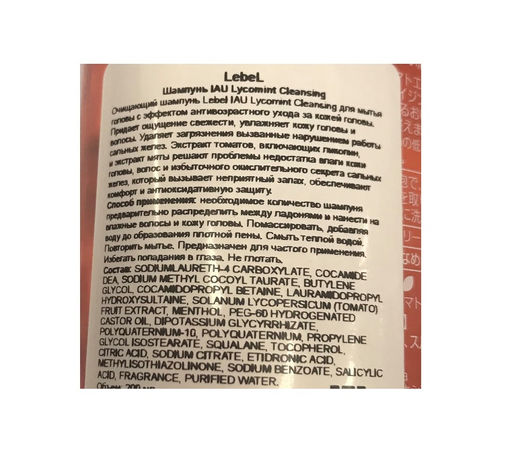 LebeL
Шампунь IAU Lycomint Cleansing
Очищающий шампунь Lebel IAU Lycomint Cleansing для мытья
головы с эффектом антивозрастного ухода за кожей головы.
Придает ощущение свежести, увлажняет кожу головы и
волосы. Удаляет загрязнения вызванные нарушением работы
сальных желез. Экстракт томатов, включающих ликопин,
и экстракт мяты решают проблемы недостатка влаги кожи
головы, волос и избыточного окислительного секрета сальных
желез, который вызывает неприятный запах, обеспечивают
комфорт и антиоксидативную защиту.
Способ применения: необходимое количество шампуня
предварительно распределить между ладонями и нанести на
влажные волосы и кожу головы. Помассировать, добавляя
воду до образования плотной пены. Смыть теплой водой.
Повторить мытье. Предназначен для частого применения.
Избегать попадания в глаза. Не глотать.
Состав: SODIUMLAURETH-4 CARBOXYLATE, COCAMIDE
DEA, SODIUM METHYL COCOYL TAURATE, BUTYLENE
GLYCOL, COCAMIDOPROPYL BETAINE, LAURAMIDOPROPYL
HYDROXYSULTAINE, SOLANUM LYCOPERSICUM (TOMATO)
FRUIT EXTRACT, MENTHOL, PEG-60 HYDROGENATED
CASTOR OIL, DIPOTASSIUM GLYCYRRHIZATE,
POLYQUATERNIUM-10, POLYQUATERNIUM, PROPYLENE
GLYCOL ISOSTEARATE, SQUALANE, TOCOPHEROL,
CITRIC ACID, SODIUM CITRATE, ETIDRONIC ACID,
METHYLISOTHIAZOLINONE, SODIUM BENZOATE, SALICYLIC
ACID, FRAGRANCE, PURIFIED WATER.
Объем: 200 мл